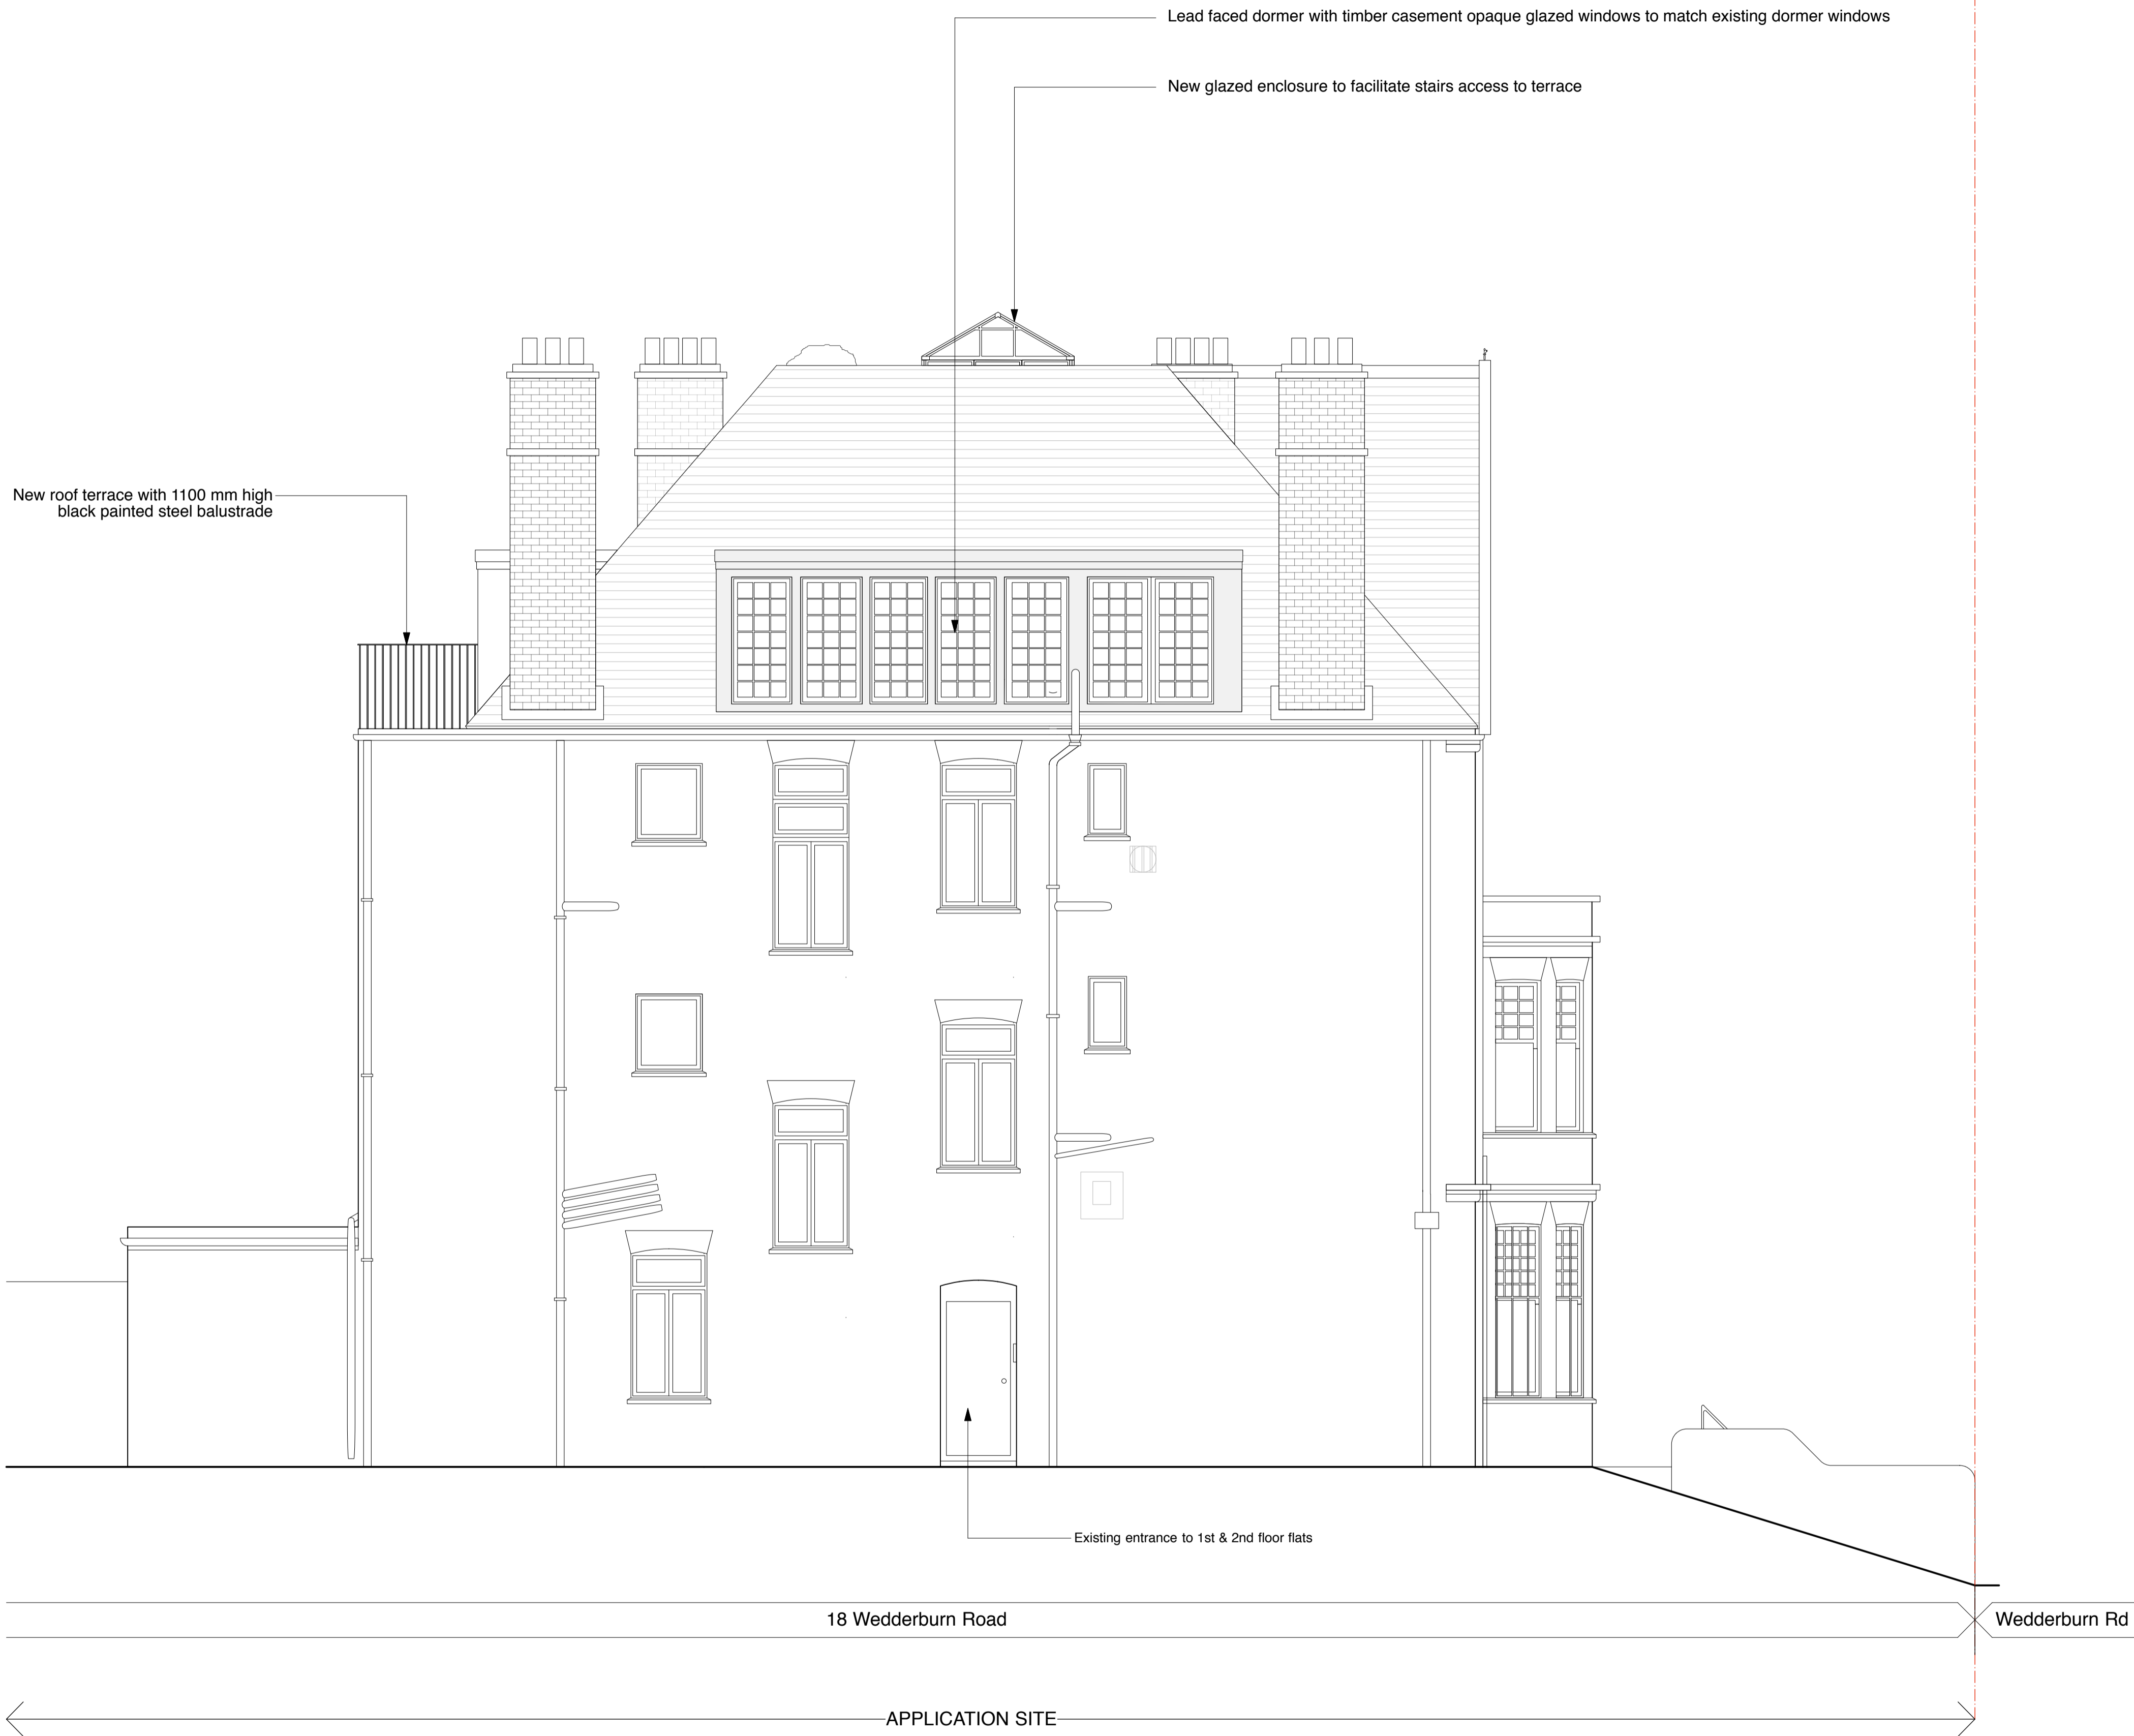 Lead faced dormer with timber casement opaque glazed windows to match existing dormer windows
New glazed enclosure to facilitate stairs access to terrace
New roof terrace with 1100 mm high
black painted steel balustrade
Existing entrance to 1st & 2nd floor flats
18 Wedderburn Road
Wedderburn Rd
APPLICATION SITE